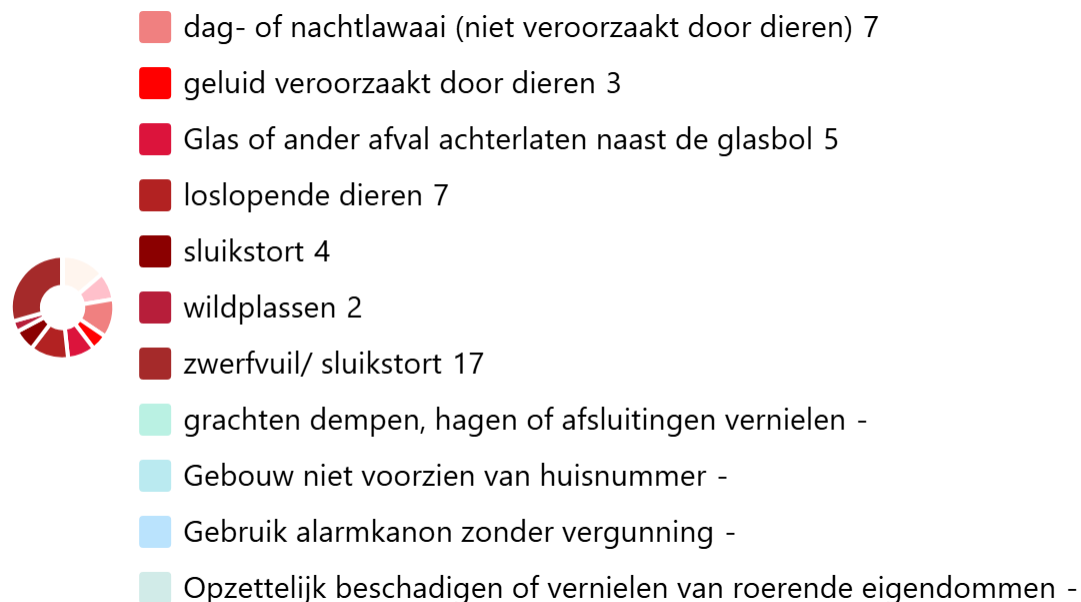 dag- of nachtlawaai (niet veroorzaakt door dieren) 7
geluid veroorzaakt door dieren 3
Glas of ander afval achterlaten naast de glasbol 5
loslopende dieren 7
sluikstort 4
wildplassen 2
zwerfvuil/ sluikstort 17
grachten dempen, hagen of afsluitingen vernielen -
Gebouw niet voorzien van huisnummer -
Gebruik alarmkanon zonder vergunning -
Opzettelijk beschadigen of vernielen van roerende eigendommen -